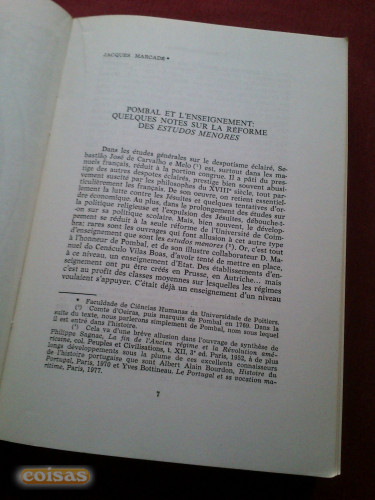 JACQUES MARCADÉ *
POMBAL ET L'ENSEIGNEMENT:
QUELQUES NOTES SUR LA RÉFORME
DES ESTUDOS MENORES
Dans les études générales sur le despotisme éclairé, Se-
bastião José de Carvalho e Melo (¹) est, surtout dans les ma-
nuels français, réduit à la portion congrue. Il a pâti du pres-
tige des autres despotes éclairés, prestige bien souvent abusi-
vement reconnu par les philosophes du XVIIIᵉ siècle, tout par-
ticulièrement les français. De son oeuvre, on retient essentiel-
lement la lutte contre les Jésuites et quelques tentatives d'or-
dre économique. Au plus, dans le prolongement des études sur
la politique religieuse et l'expulsion des Jésuites, débouche-t-
-on sur sa politique scolaire. Mais, bien souvent, ce développe-
ment se réduit à la seule réforme de l'Université de Coim-
bra; rares sont les ouvrages qui font allusion à cet autre type
d'enseignement que sont les estudos menores (²). Or, c'est tout
à l'honneur de Pombal, et de son illustre collaborateur D. Ma-
nuel do Cenáculo Vilas Boas, d'avoir tenté de mettre en place,
à ce niveau, un enseignement d'Etat. Des établissements d'en-
seignement ont pu être créés en Prusse, en Autriche... mais
c'est au profit des classes moyennes sur lesquelles les régimes
voulaient s'appuyer. C'était déjà un enseignement d'un niveau
* Faculdade de Ciências Humanas da Universidade de Poitiers.
(¹) Comte d'Oeiras, puis marquis de Pombal en 1769. Dans la
suite du texte, nous parlerons simplement de Pombal, nom sous lequel
il est entré dans l'histoire.
(²) Cela va d'une brève allusion dans l'ouvrage de synthèse de
Philippe Sagnac, La fin de l'Ancien régime et la Révolution amé-
ricaine, col. Peuples et Civilisations, t. XII, 3ᵉ ed. Paris, 1952, à de plus
longs développements sous la plume de ces excellents connaisseurs
de l'histoire portugaise que sont Albert Alain Bourdon, Histoire du
Portugal, Paris, 1970 et Yves Bottineau, Le Portugal et sa vocation ma-
ritime, Paris, 1977.
7
coisas